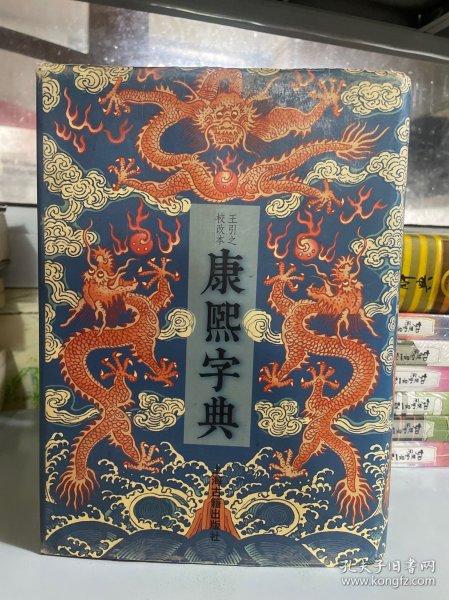 王引之
校改本
康熙字典
上海古籍出版社
孔夫子旧书网
www.kongfz.com